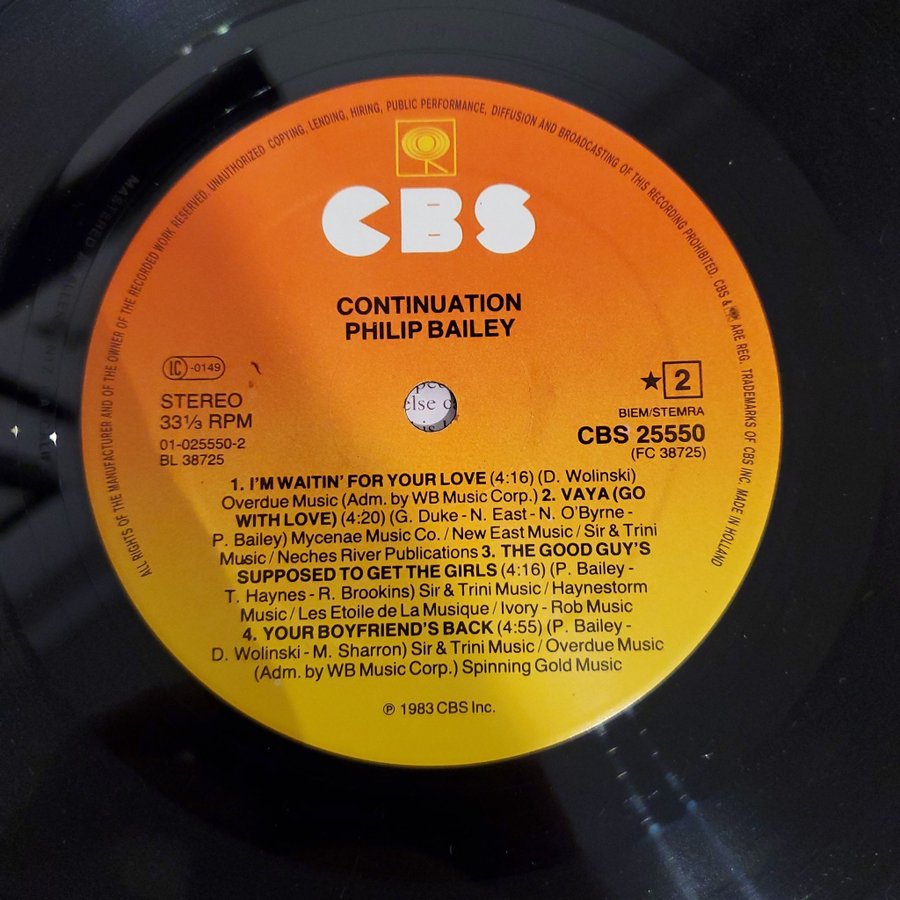 ALL RIGHTS OF THE MANUFACTURER AND OF THE OWNER OF THE RECORDED WORK RESERVED. UNAUTHORIZED COPYING, LENDING, HIRING, PUBLIC PERFORMANCE, DIFFUSION AND BROADCASTING OF THIS RECORDING PROHIBITED. CBS & ARE REG. TRADEMARKS OF CBS INC. MADE IN HOLLAND
CBS
CONTINUATION
PHILIP BAILEY
LC -0149
STEREO
33⅓ RPM
01-025550-2
BL 38725
★ 2
BIEM/STEMRA
CBS 25550
(FC 38725)
else
1. I'M WAITIN' FOR YOUR LOVE (4:16) (D. Wolinski)
Overdue Music (Adm. by WB Music Corp.) 2. VAYA (GO
WITH LOVE) (4:20) (G. Duke - N. East - N. O'Byrne -
P. Bailey) Mycenae Music Co. / New East Music / Sir & Trini
Music / Neches River Publications 3. THE GOOD GUY'S
SUPPOSED TO GET THE GIRLS (4:16) (P. Bailey -
T. Haynes - R. Brookins) Sir & Trini Music / Haynestorm
Music / Les Etoile de La Musique / Ivory - Rob Music
4. YOUR BOYFRIEND'S BACK (4:55) (P. Bailey -
D. Wolinski - M. Sharron) Sir & Trini Music / Overdue Music
(Adm. by WB Music Corp.) Spinning Gold Music
℗ 1983 CBS Inc.
MASTERED